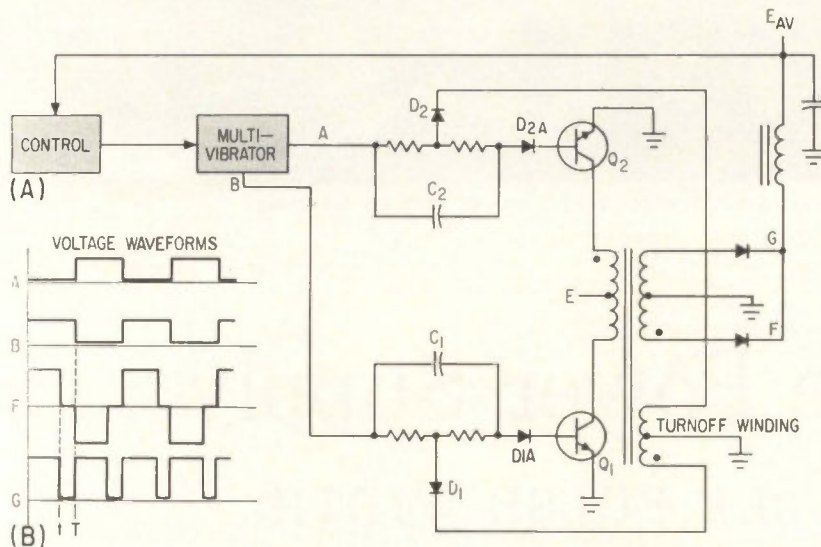 E_AV
D₂
D₂A
A
MULTI-
VIBRATOR
CONTROL
Q₂
(A)
B
C₂
VOLTAGE WAVEFORMS
G
A
E
F
B
C₁
F
TURNOFF WINDING
D1A
Q₁
D₁
G
(B)
t T